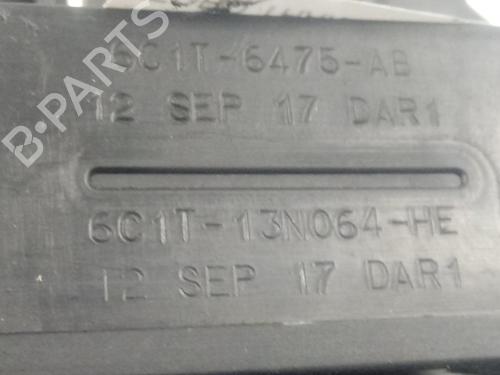 6C1T-6475-AB
12 SEP 17 DAR1
6C1T-13N064-HE
12 SEP 17 DAR1
B-PARTS